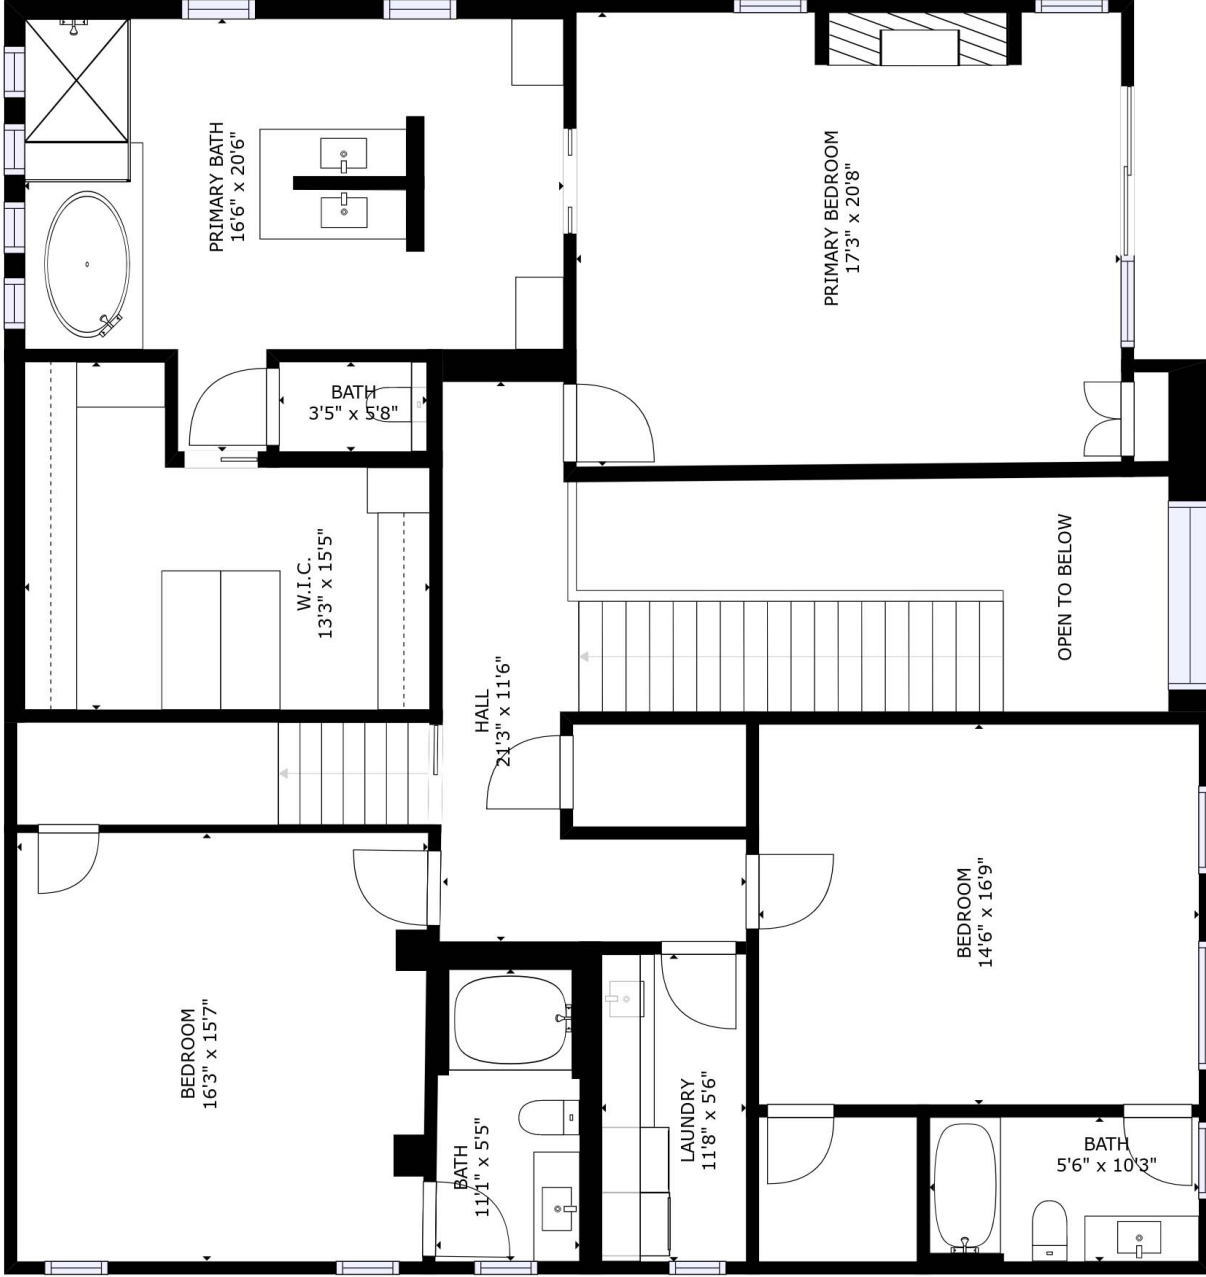 PRIMARY BATH
16'6" x 20'6"
PRIMARY BEDROOM
17'3" x 20'8"
BATH
3'5" x 5'8"
W.I.C.
13'3" x 15'5"
OPEN TO BELOW
HALL
21'3" x 11'6"
BEDROOM
14'6" x 16'9"
BEDROOM
16'3" x 15'7"
BATH
11'1" x 5'5"
LAUNDRY
11'8" x 5'6"
BATH
5'6" x 10'3"